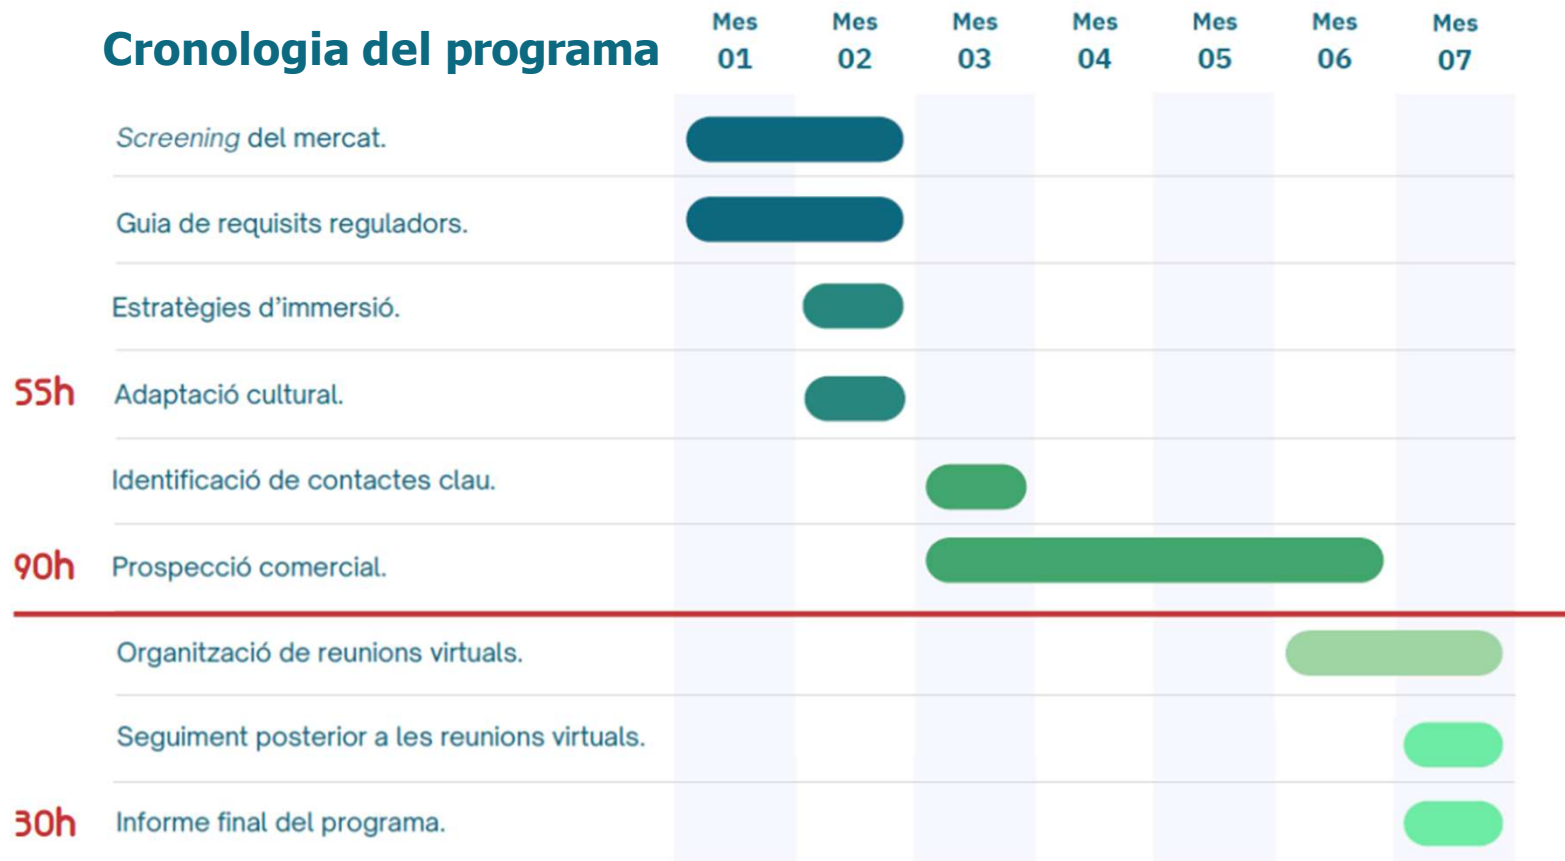 Cronologia del programa
Mes 01
Mes 02
Mes 03
Mes 04
Mes 05
Mes 06
Mes 07
Screening del mercat.
Guia de requisits reguladors.
Estratègies d’immersió.
55h Adaptació cultural.
Identificació de contactes clau.
90h Prospecció comercial.
Organització de reunions virtuals.
Seguiment posterior a les reunions virtuals.
30h Informe final del programa.